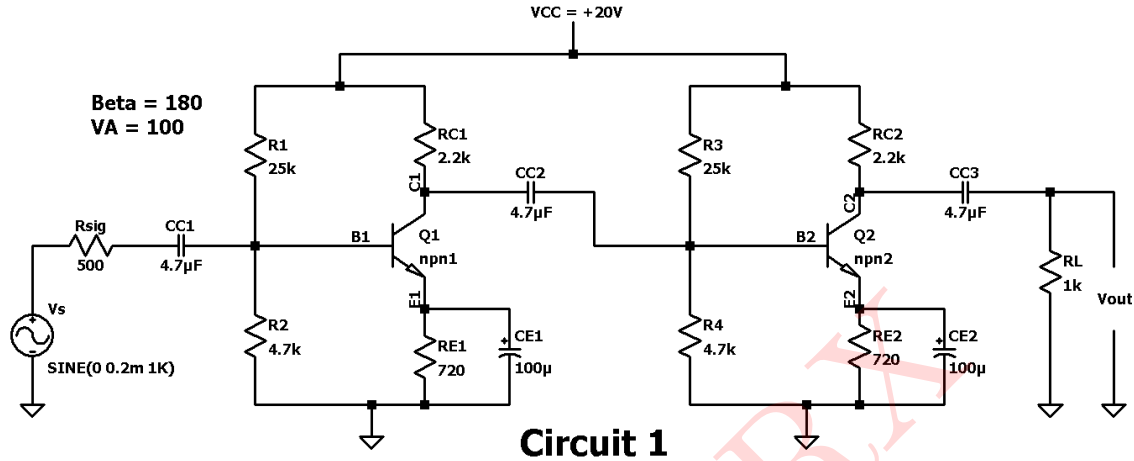 VCC = +20V
Beta = 180
VA = 100
R1
25k
RC1
2.2k
R3
25k
RC2
2.2k
C1
CC2
4.7µF
C2
CC3
4.7µF
Rsig
500
CC1
4.7µF
B1
Q1
npn1
B2
Q2
npn2
RL
1k
Vout
Vs
SINE(0 0.2m 1K)
E1
R2
4.7k
RE1
720
CE1
100µ
E2
R4
4.7k
RE2
720
CE2
100µ
Circuit 1